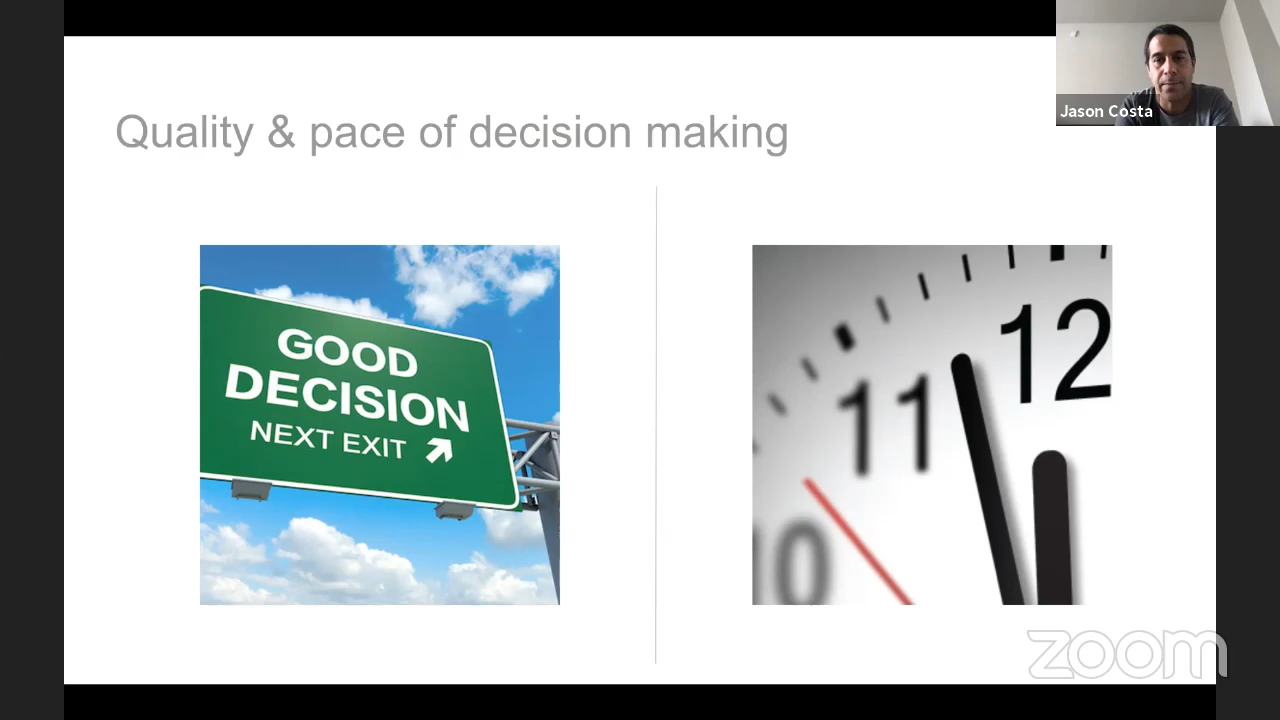 Jason Costa
Quality & pace of decision making
GOOD
DECISION
NEXT EXIT
12
11
10
zoom